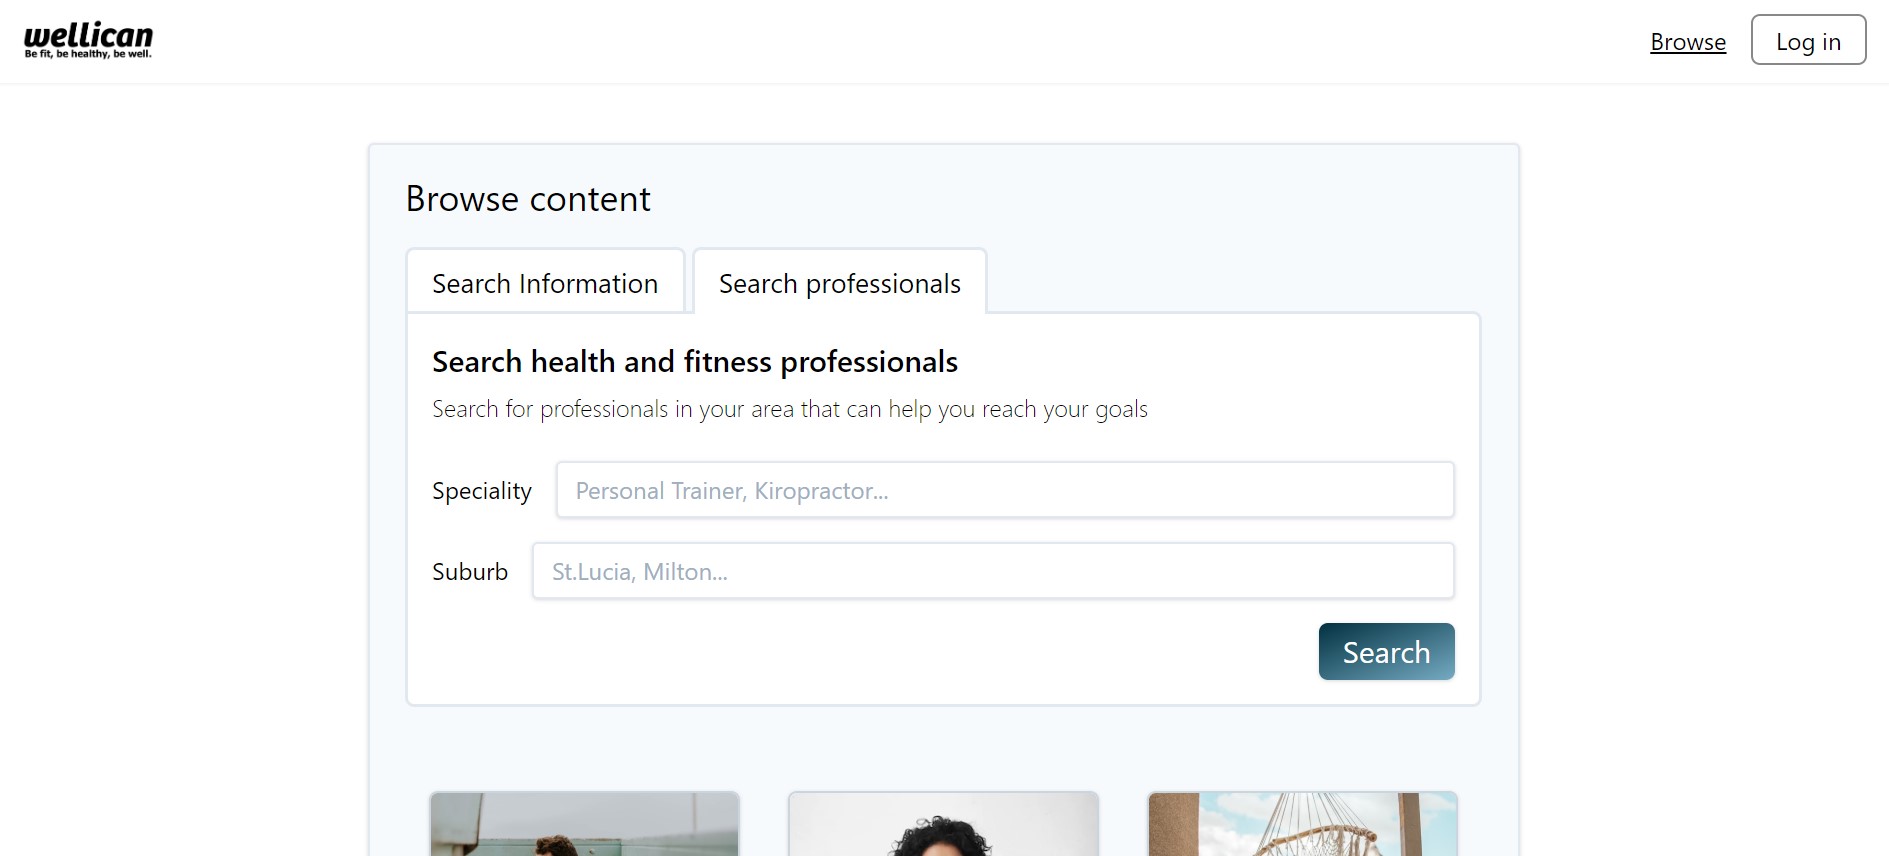 wellican
Be fit, be healthy, be well.
Browse
Log in
Browse content
Search Information
Search professionals
Search health and fitness professionals
Search for professionals in your area that can help you reach your goals
Speciality
Personal Trainer, Kiropractor...
Suburb
St.Lucia, Milton...
Search